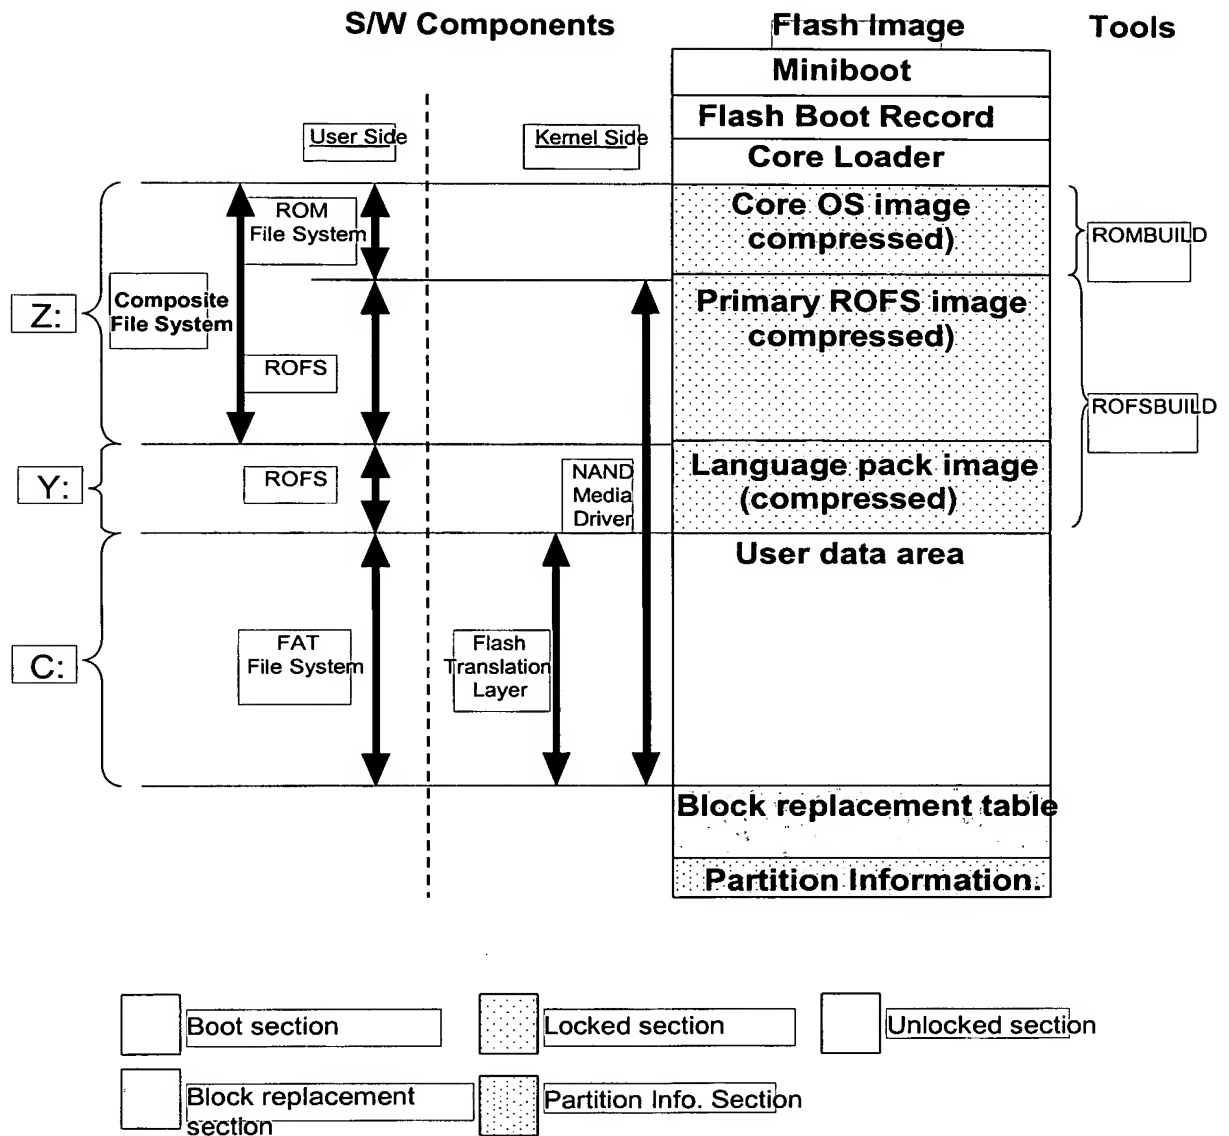 S/W Components
Flash Image
Tools
Miniboot
Flash Boot Record
Core Loader
User Side
Kernel Side
Core OS image
compressed)
ROMBUILD
ROM
File System
Composite
File System
Z:
Primary ROFS image
compressed)
ROFS
ROFSBUILD
Y:
ROFS
NAND
Media
Driver
Language pack image
(compressed)
User data area
C:
FAT
File System
Flash
Translation
Layer
Block replacement table
Partition Information.
Boot section
Locked section
Unlocked section
Block replacement
section
Partition Info. Section